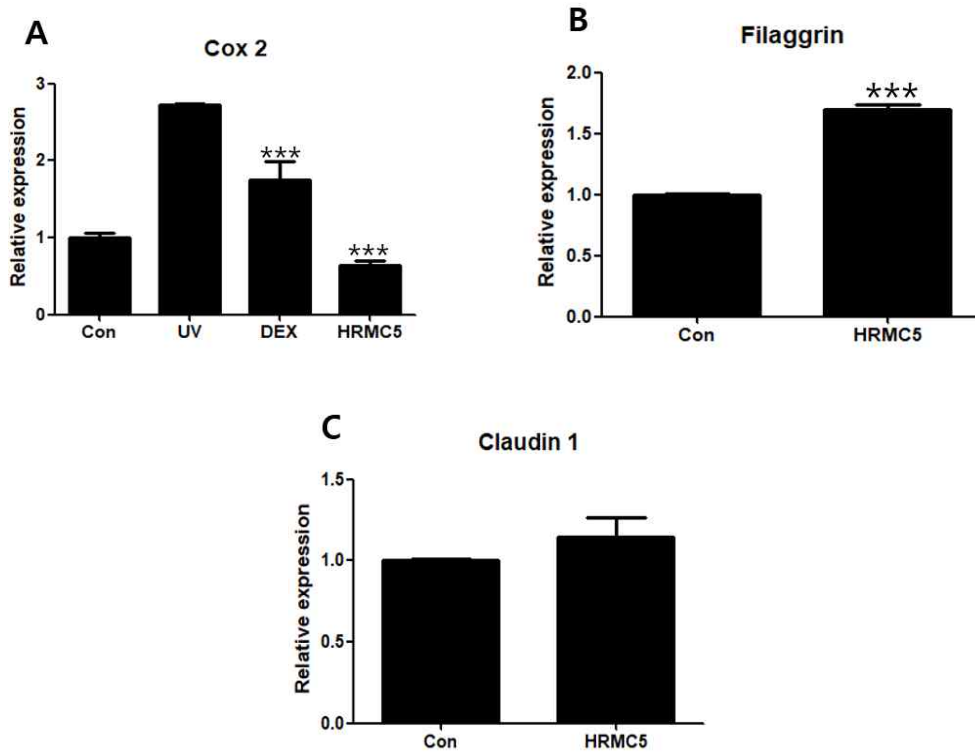 A
Cox 2
Relative expression
3
2
1
0
***
***
Con UV DEX HRMC5
B
Filaggrin
Relative expression
2.0
1.5
1.0
0.5
0.0
***
Con HRMC5
C
Claudin 1
Relative expression
1.5
1.0
0.5
0.0
Con HRMC5